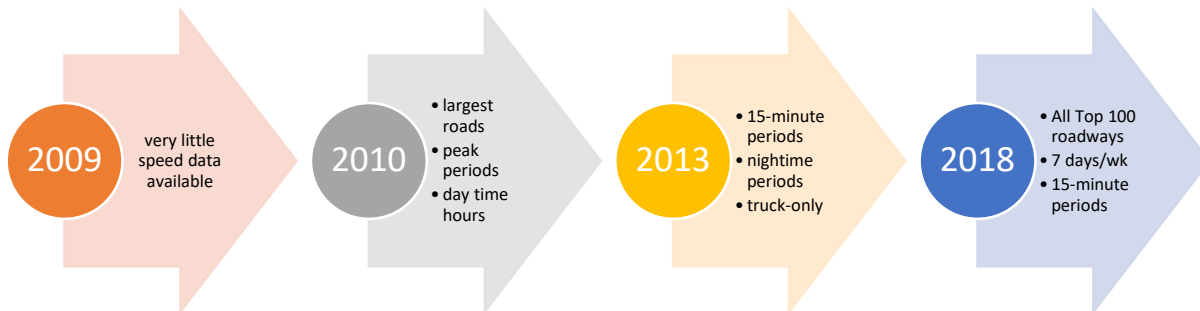 2009
very little
speed data
available
2010
• largest
roads
• peak
periods
• day time
hours
2013
• 15-minute
periods
• nightime
periods
• truck-only
2018
• All Top 100
roadways
• 7 days/wk
• 15-minute
periods